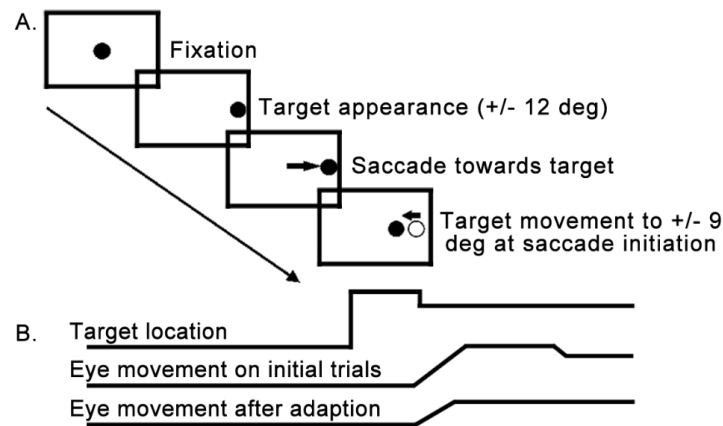 A.
Fixation
Target appearance (+/- 12 deg)
Saccade towards target
Target movement to +/- 9
deg at saccade initiation
B.
Target location
Eye movement on initial trials
Eye movement after adaption